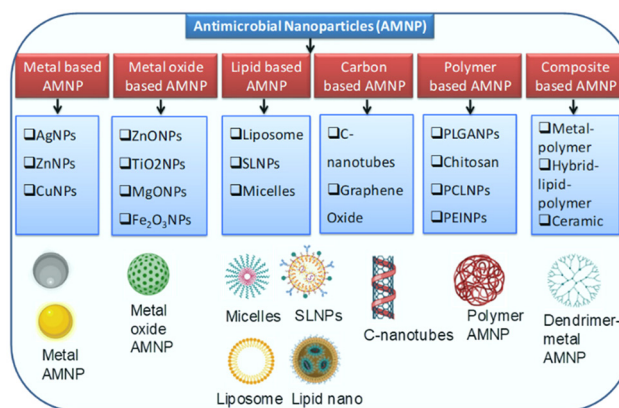 Antimicrobial Nanoparticles (AMNP)
Metal based
AMNP
Metal oxide
based AMNP
Lipid based
AMNP
Carbon
based AMNP
Polymer
based AMNP
Composite
based AMNP
❑AgNPs
❑ZnNPs
❑CuNPs
❑ZnONPs
❑TiO2NPs
❑MgONPs
❑Fe₂O₃NPs
❑Liposome
❑SLNPs
❑Micelles
❑C-
nanotubes
❑Graphene
Oxide
❑PLGANPs
❑Chitosan
❑PCLNPs
❑PEINPs
❑Metal-
polymer
❑Hybrid-
lipid-
polymer
❑Ceramic
Metal
AMNP
Metal
oxide
AMNP
Micelles
SLNPs
Liposome
Lipid nano
C-nanotubes
Polymer
AMNP
Dendrimer-
metal
AMNP